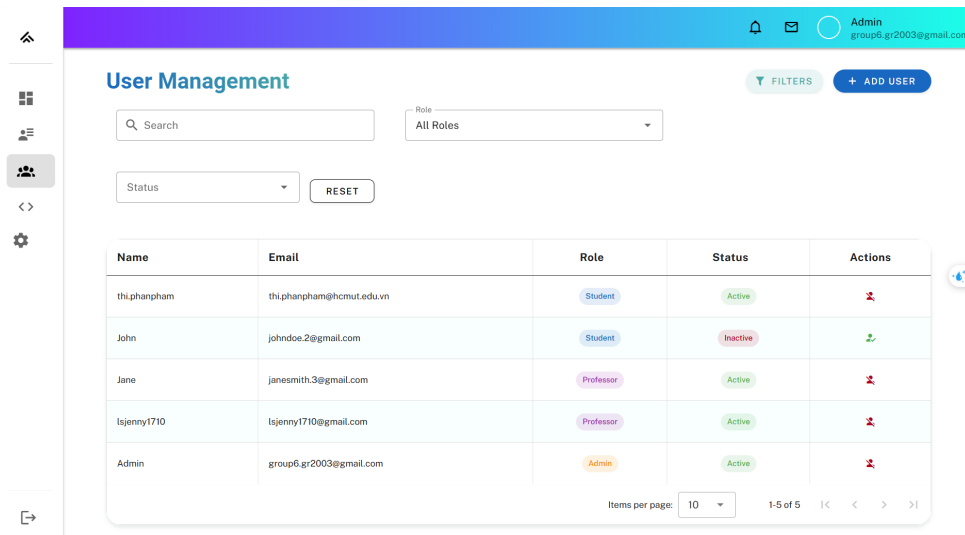 Admin
group6.gr2003@gmail.com
User Management
FILTERS
+ ADD USER
Search
Role
All Roles
Status
RESET
Name Email Role Status Actions
thi.phanpham thi.phanpham@hcmut.edu.vn Student Active
John johndoe.2@gmail.com Student Inactive
Jane janesmith.3@gmail.com Professor Active
lsjenny1710 lsjenny1710@gmail.com Professor Active
Admin group6.gr2003@gmail.com Admin Active
Items per page: 10 1-5 of 5